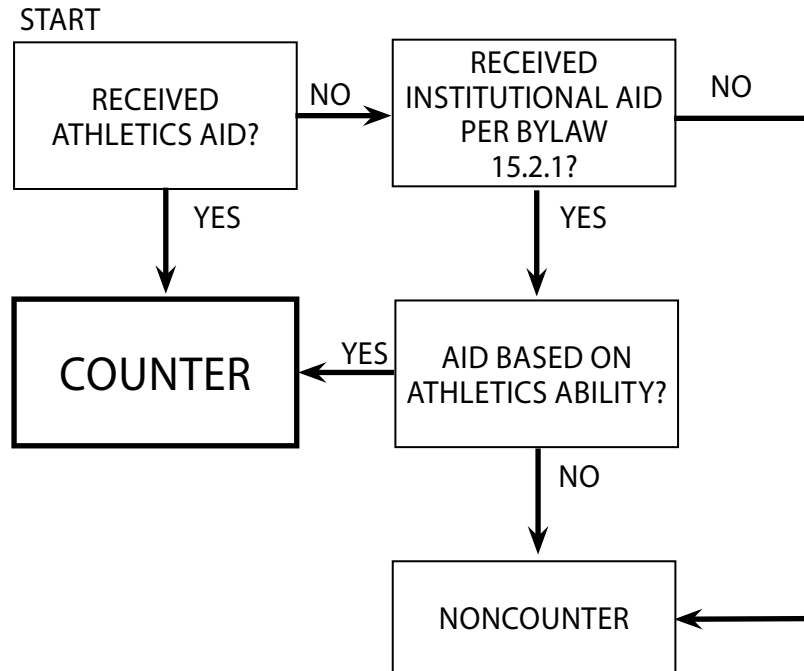 START
RECEIVED
ATHLETICS AID?
NO
RECEIVED
INSTITUTIONAL AID
PER BYLAW
15.2.1?
NO
YES
YES
COUNTER
YES
AID BASED ON
ATHLETICS ABILITY?
NO
NONCOUNTER